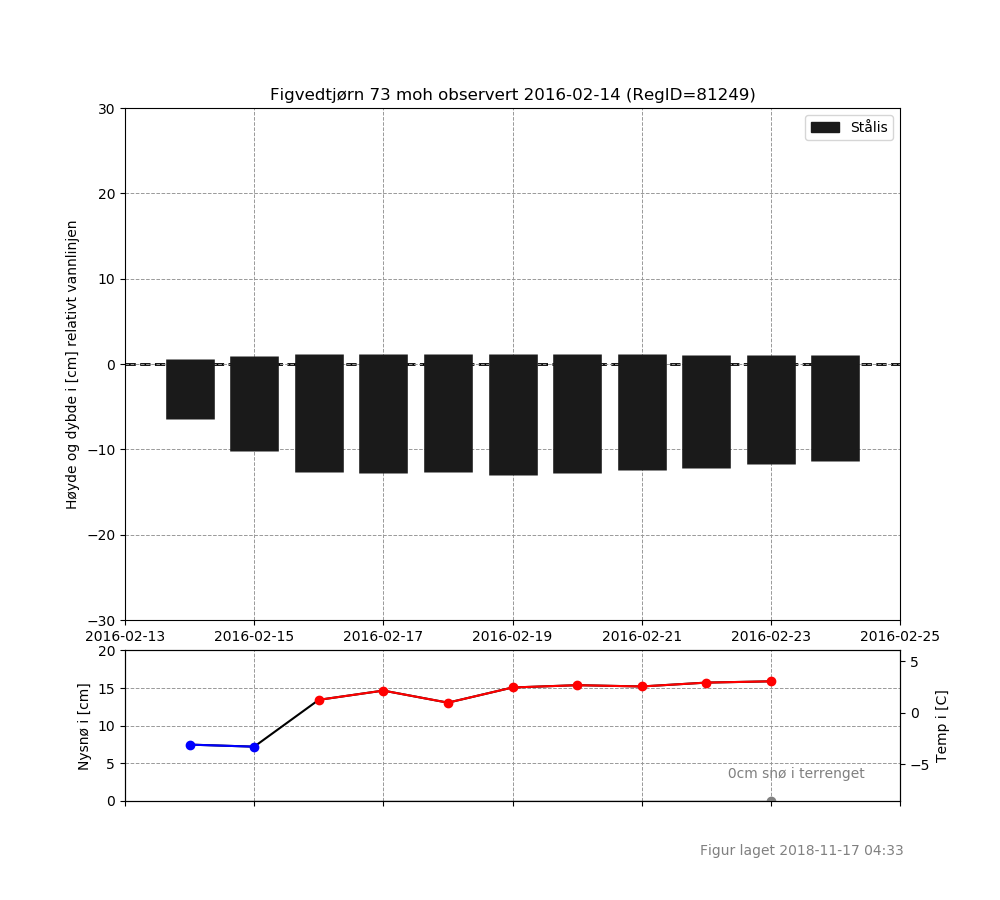 Figvedtjørn 73 moh observert 2016-02-14 (RegID=81249)
Stålis
Høyde og dybde i [cm] relativt vannlinjen
30
20
10
0
−10
−20
−30
2016-02-13 2016-02-15 2016-02-17 2016-02-19 2016-02-21 2016-02-23 2016-02-25
Nysnø i [cm]
20
15
10
5
0
5
0
−5
Temp i [C]
0cm snø i terrenget
Figur laget 2018-11-17 04:33